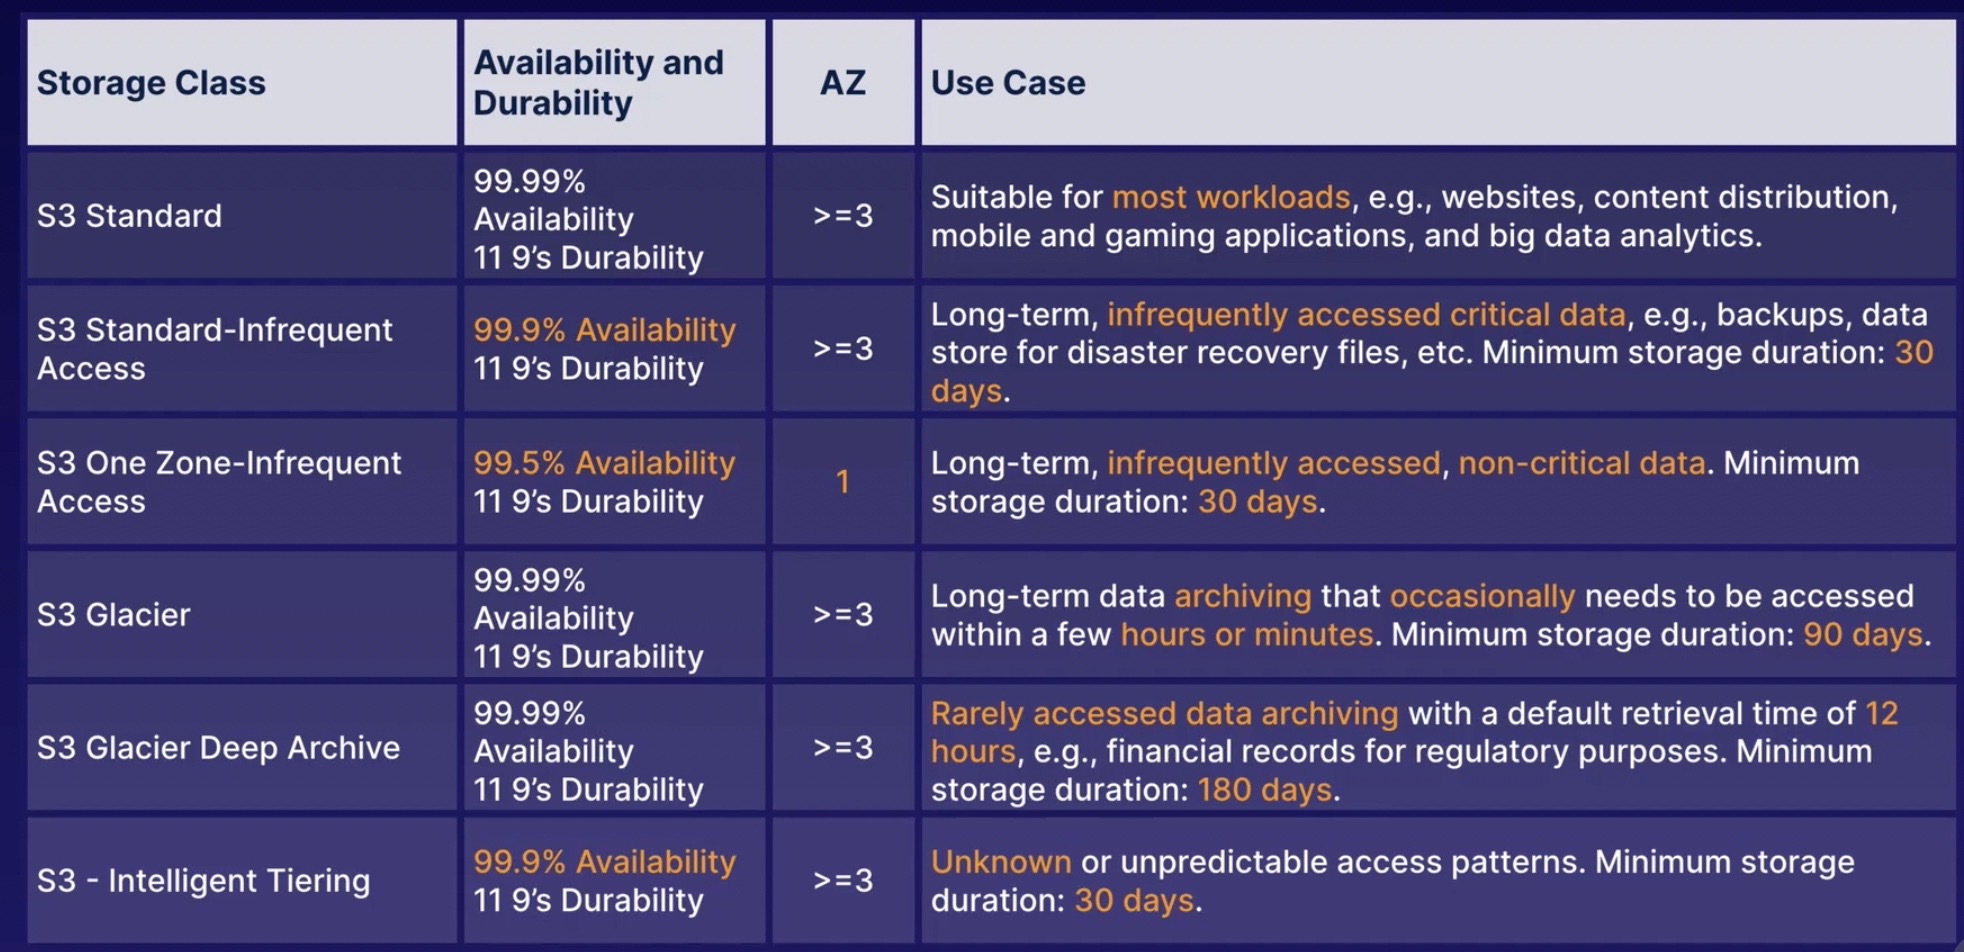 Storage Class
Availability and
Durability
AZ
Use Case
S3 Standard
99.99%
Availability
11 9’s Durability
>=3
Suitable for most workloads, e.g., websites, content distribution,
mobile and gaming applications, and big data analytics.
S3 Standard-Infrequent
Access
99.9% Availability
11 9’s Durability
>=3
Long-term, infrequently accessed critical data, e.g., backups, data
store for disaster recovery files, etc. Minimum storage duration: 30
days.
S3 One Zone-Infrequent
Access
99.5% Availability
11 9’s Durability
1
Long-term, infrequently accessed, non-critical data. Minimum
storage duration: 30 days.
S3 Glacier
99.99%
Availability
11 9’s Durability
>=3
Long-term data archiving that occasionally needs to be accessed
within a few hours or minutes. Minimum storage duration: 90 days.
S3 Glacier Deep Archive
99.99%
Availability
11 9’s Durability
>=3
Rarely accessed data archiving with a default retrieval time of 12
hours, e.g., financial records for regulatory purposes. Minimum
storage duration: 180 days.
S3 - Intelligent Tiering
99.9% Availability
11 9’s Durability
>=3
Unknown or unpredictable access patterns. Minimum storage
duration: 30 days.